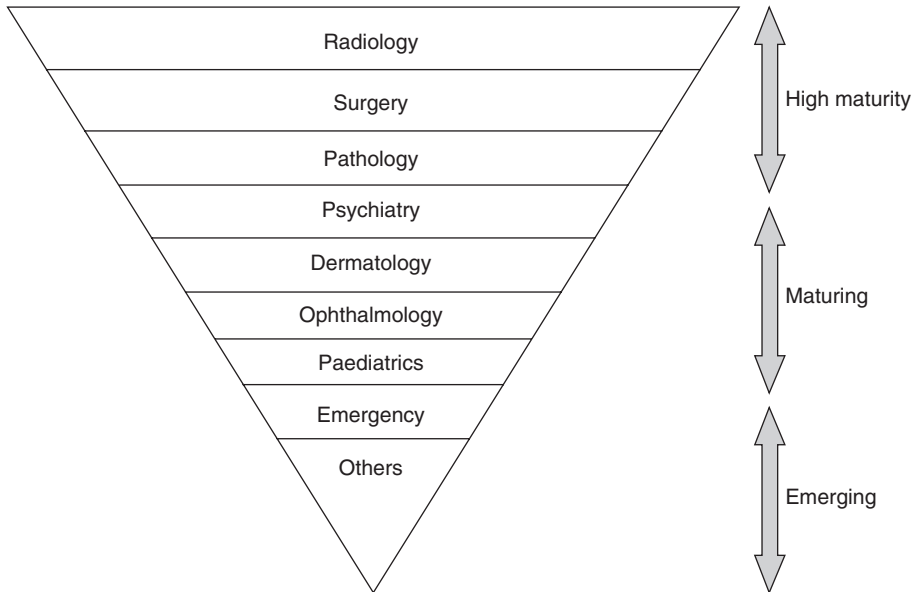 Radiology
Surgery
Pathology
Psychiatry
Dermatology
Ophthalmology
Paediatrics
Emergency
Others
High maturity
Maturing
Emerging